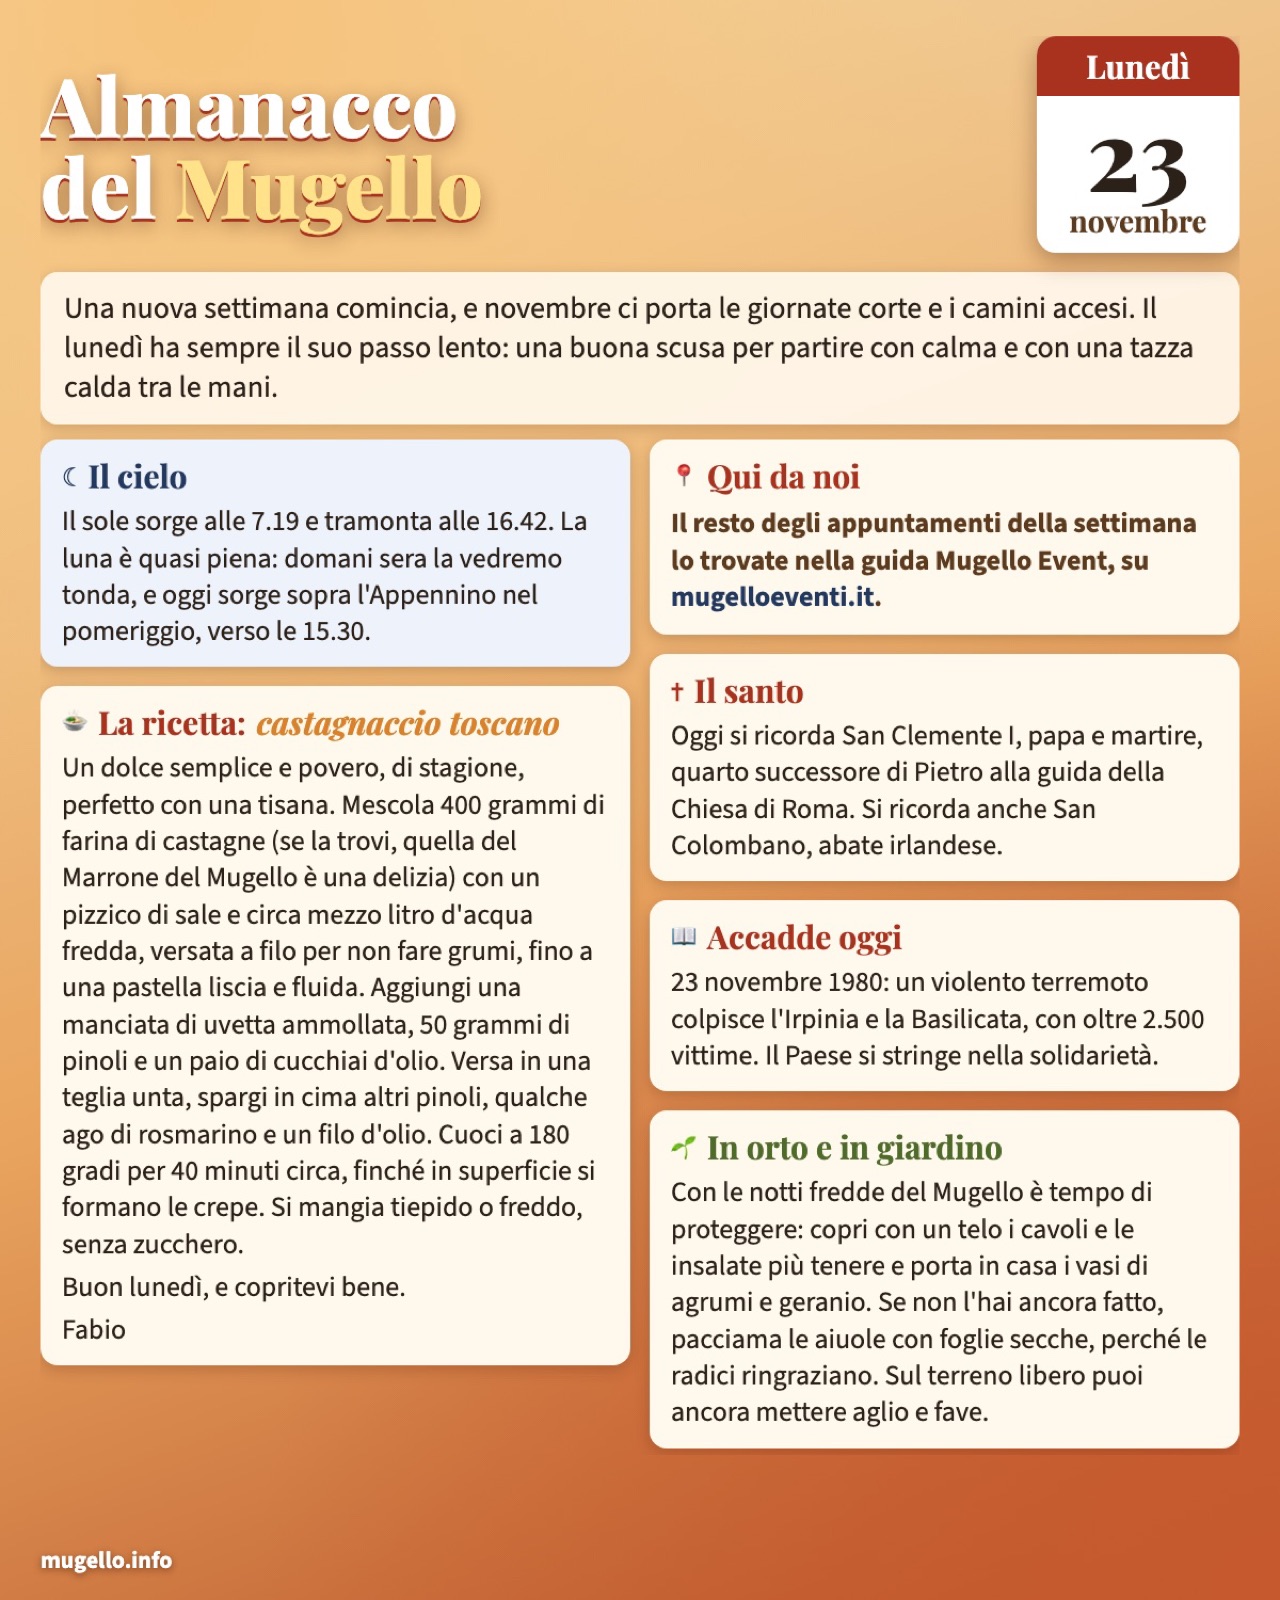 Almanacco
del Mugello
Lunedì
23
novembre
Una nuova settimana comincia, e novembre ci porta le giornate corte e i camini accesi. Il
lunedì ha sempre il suo passo lento: una buona scusa per partire con calma e con una tazza
calda tra le mani.
Il cielo
Il sole sorge alle 7.19 e tramonta alle 16.42. La
luna è quasi piena: domani sera la vedremo
tonda, e oggi sorge sopra l'Appennino nel
pomeriggio, verso le 15.30.
La ricetta: castagnaccio toscano
Un dolce semplice e povero, di stagione,
perfetto con una tisana. Mescola 400 grammi di
farina di castagne (se la trovi, quella del
Marrone del Mugello è una delizia) con un
pizzico di sale e circa mezzo litro d'acqua
fredda, versata a filo per non fare grumi, fino a
una pastella liscia e fluida. Aggiungi una
manciata di uvetta ammollata, 50 grammi di
pinoli e un paio di cucchiai d'olio. Versa in una
teglia unta, spargi in cima altri pinoli, qualche
ago di rosmarino e un filo d'olio. Cuoci a 180
gradi per 40 minuti circa, finché in superficie si
formano le crepe. Si mangia tiepido o freddo,
senza zucchero.
Buon lunedì, e copritevi bene.
Fabio
Qui da noi
Il resto degli appuntamenti della settimana
lo trovate nella guida Mugello Event, su
mugelloeventi.it.
Il santo
Oggi si ricorda San Clemente I, papa e martire,
quarto successore di Pietro alla guida della
Chiesa di Roma. Si ricorda anche San
Colombano, abate irlandese.
Accadde oggi
23 novembre 1980: un violento terremoto
colpisce l'Irpinia e la Basilicata, con oltre 2.500
vittime. Il Paese si stringe nella solidarietà.
In orto e in giardino
Con le notti fredde del Mugello è tempo di
proteggere: copri con un telo i cavoli e le
insalate più tenere e porta in casa i vasi di
agrumi e geranio. Se non l'hai ancora fatto,
pacciama le aiuole con foglie secche, perché le
radici ringraziano. Sul terreno libero puoi
ancora mettere aglio e fave.
mugello.info